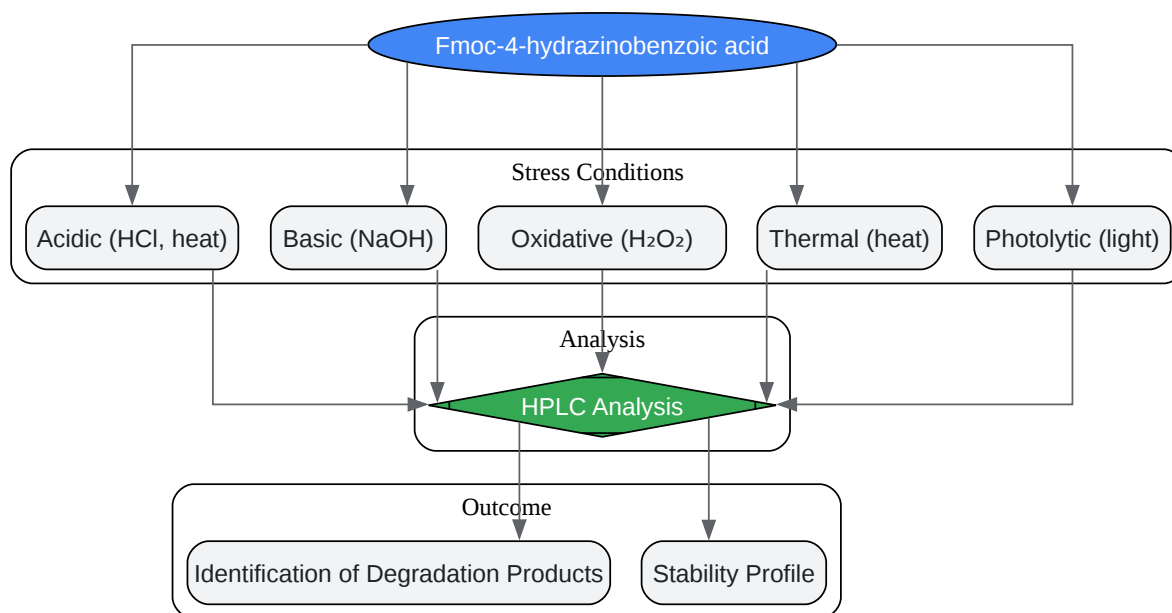 Fmoc-4-hydrazinobenzoic acid
Stress Conditions
Acidic (HCl, heat)
Basic (NaOH)
Oxidative (H₂O₂)
Thermal (heat)
Photolytic (light)
Analysis
HPLC Analysis
Outcome
Identification of Degradation Products
Stability Profile